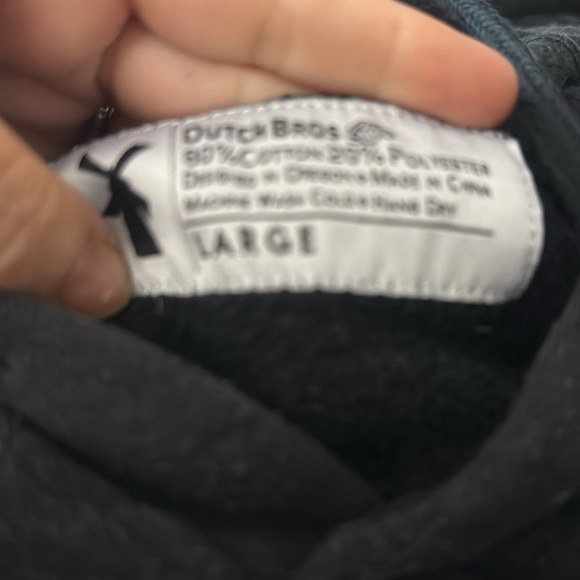 DUTCH BROS
80% COTTON 20% POLYESTER
DESIGNED IN OREGON • MADE IN CHINA
MACHINE WASH COLD • HANG DRY
LARGE